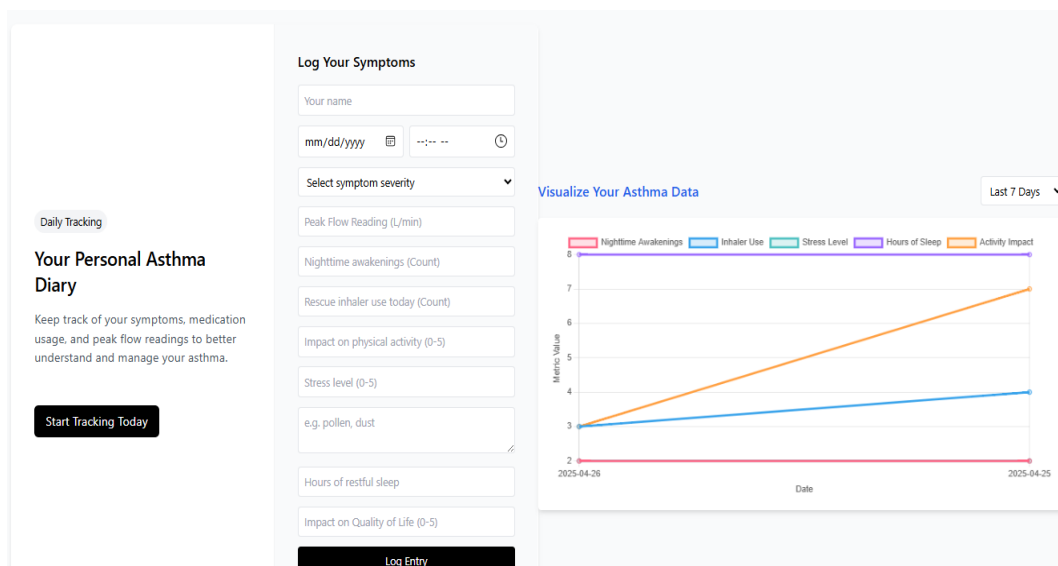 Daily Tracking
Your Personal Asthma
Diary
Keep track of your symptoms, medication
usage, and peak flow readings to better
understand and manage your asthma.
Start Tracking Today
Log Your Symptoms
Your name
mm/dd/yyyy --:-- --
Select symptom severity
Peak Flow Reading (L/min)
Nighttime awakenings (Count)
Rescue inhaler use today (Count)
Impact on physical activity (0-5)
Stress level (0-5)
e.g. pollen, dust
Hours of restful sleep
Impact on Quality of Life (0-5)
Log Entry
Visualize Your Asthma Data
Last 7 Days
Nighttime Awakenings Inhaler Use Stress Level Hours of Sleep Activity Impact
8
7
6
5
4
3
2
Metric Value
2025-04-26 2025-04-25
Date